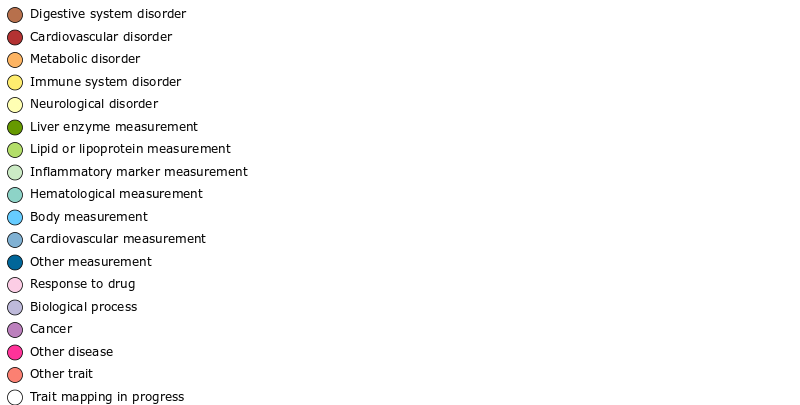 Digestive system disorder
Cardiovascular disorder
Metabolic disorder
Immune system disorder
Neurological disorder
Liver enzyme measurement
Lipid or lipoprotein measurement
Inflammatory marker measurement
Hematological measurement
Body measurement
Cardiovascular measurement
Other measurement
Response to drug
Biological process
Cancer
Other disease
Other trait
Trait mapping in progress